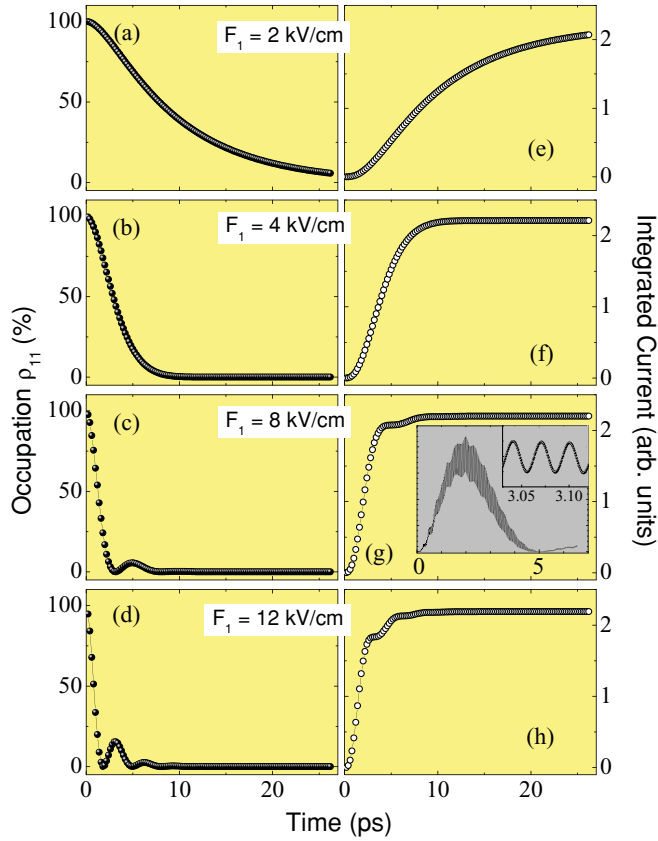 (a)
F₁ = 2 kV/cm
(e)
100
50
0
2
1
0
(b)
F₁ = 4 kV/cm
(f)
100
50
0
2
1
0
(c)
F₁ = 8 kV/cm
(g)
100
50
0
2
1
0
3.05 3.10
0 5
(d)
F₁ = 12 kV/cm
(h)
100
50
0
2
1
0
0 10 20
0 10 20
Time (ps)
Occupation ρ₁₁ (%)
Integrated Current (arb. units)